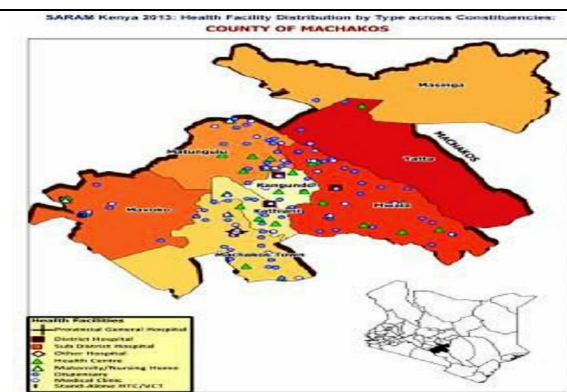 SARAM Kenya 2013: Health Facility Distribution by Type across Constituencies:
COUNTY OF MACHAKOS
Masinga
MACHAKOS
Yatta
Matungulu
Kangundo
Mavoko
Kathiani
Mwala
Machakos Town
Health Facilities
Provincial General Hospital
District Hospital
Sub District Hospital
Other Hospital
Health Centre
Maternity/Nursing Home
Dispensary
Medical Clinic
Stand-Alone HTC/VCT